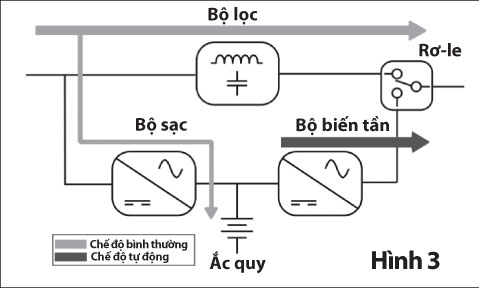 Bộ lọc
Rơ-le
Bộ sạc
Bộ biến tần
Chế độ bình thường
Chế độ tự động
Ắc quy
Hình 3